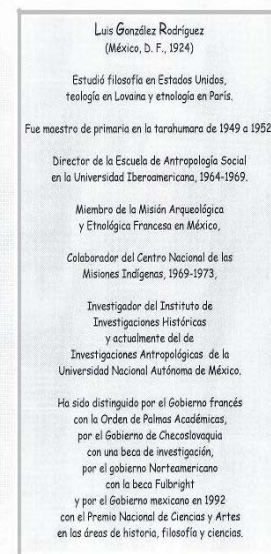 Luis González Rodríguez
(México, D. F., 1924)
Estudió filosofía en Estados Unidos,
teología en Lovaina y etnología en París.
Fue maestro de primaria en la tarahumara de 1949 a 1952
Director de la Escuela de Antropología Social
en la Universidad Iberoamericana, 1964-1969.
Miembro de la Misión Arqueológica
y Etnológica Francesa en México,
Colaborador del Centro Nacional de las
Misiones Indígenas, 1969-1973,
Investigador del Instituto de
Investigaciones Históricas
y actualmente del de
Investigaciones Antropológicas de la
Universidad Nacional Autónoma de México.
Ha sido distinguido por el Gobierno francés
con la Orden de Palmas Académicas,
por el Gobierno de Checoslovaquia
con una beca de investigación,
por el gobierno Norteamericano
con la beca Fulbright
y por el Gobierno mexicano en 1992
con el Premio Nacional de Ciencias y Artes
en las áreas de historia, filosofía y ciencias.